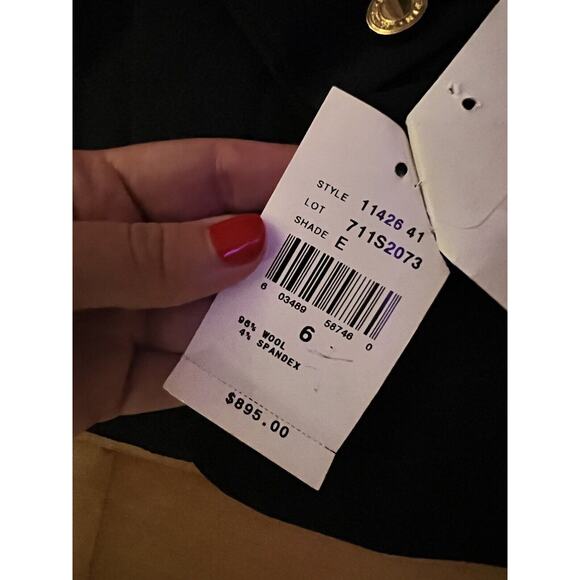 STYLE 11426 41
LOT 711S2073
SHADE E
6 03489 58746 0
6
96% WOOL
4% SPANDEX
$895.00